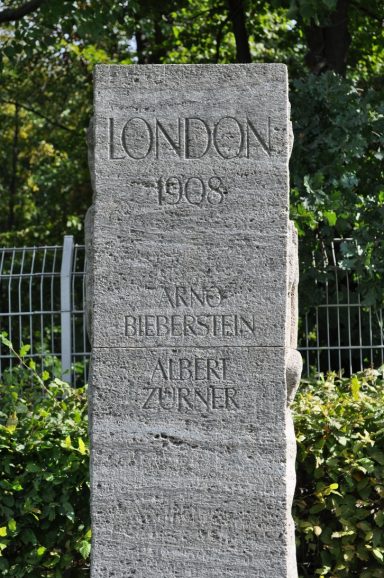 LONDON
1908
ARNO
BIEBERSTEIN
ALBERT
ZÜRNER